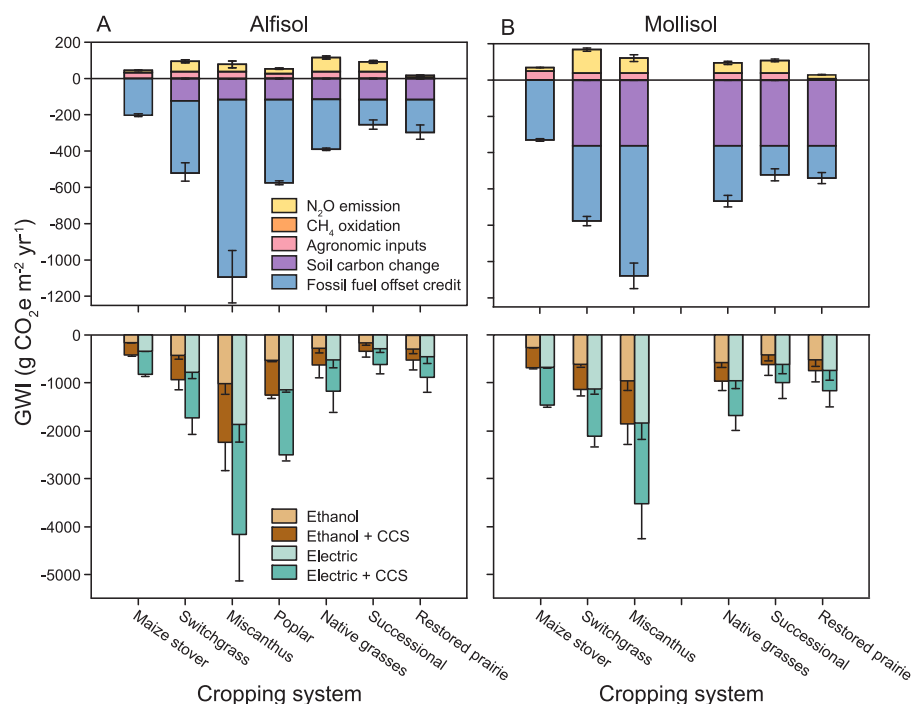 A
Alfisol
B
Mollisol
GWI (g CO₂e m⁻² yr⁻¹)
200
0
-200
-400
-600
-800
-1000
-1200
N₂O emission
CH₄ oxidation
Agronomic inputs
Soil carbon change
Fossil fuel offset credit
0
-1000
-2000
-3000
-4000
-5000
Ethanol
Ethanol + CCS
Electric
Electric + CCS
Maize stover
Switchgrass
Miscanthus
Poplar
Native grasses
Successional
Restored prairie
Maize stover
Switchgrass
Miscanthus
Native grasses
Successional
Restored prairie
Cropping system
Cropping system